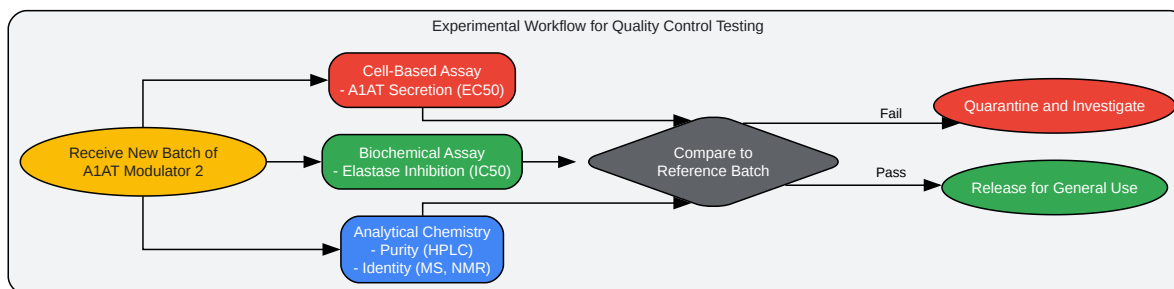 Experimental Workflow for Quality Control Testing
Cell-Based Assay
- A1AT Secretion (EC50)
Receive New Batch of
A1AT Modulator 2
Biochemical Assay
- Elastase Inhibition (IC50)
Analytical Chemistry
- Purity (HPLC)
- Identity (MS, NMR)
Compare to
Reference Batch
Fail
Quarantine and Investigate
Pass
Release for General Use